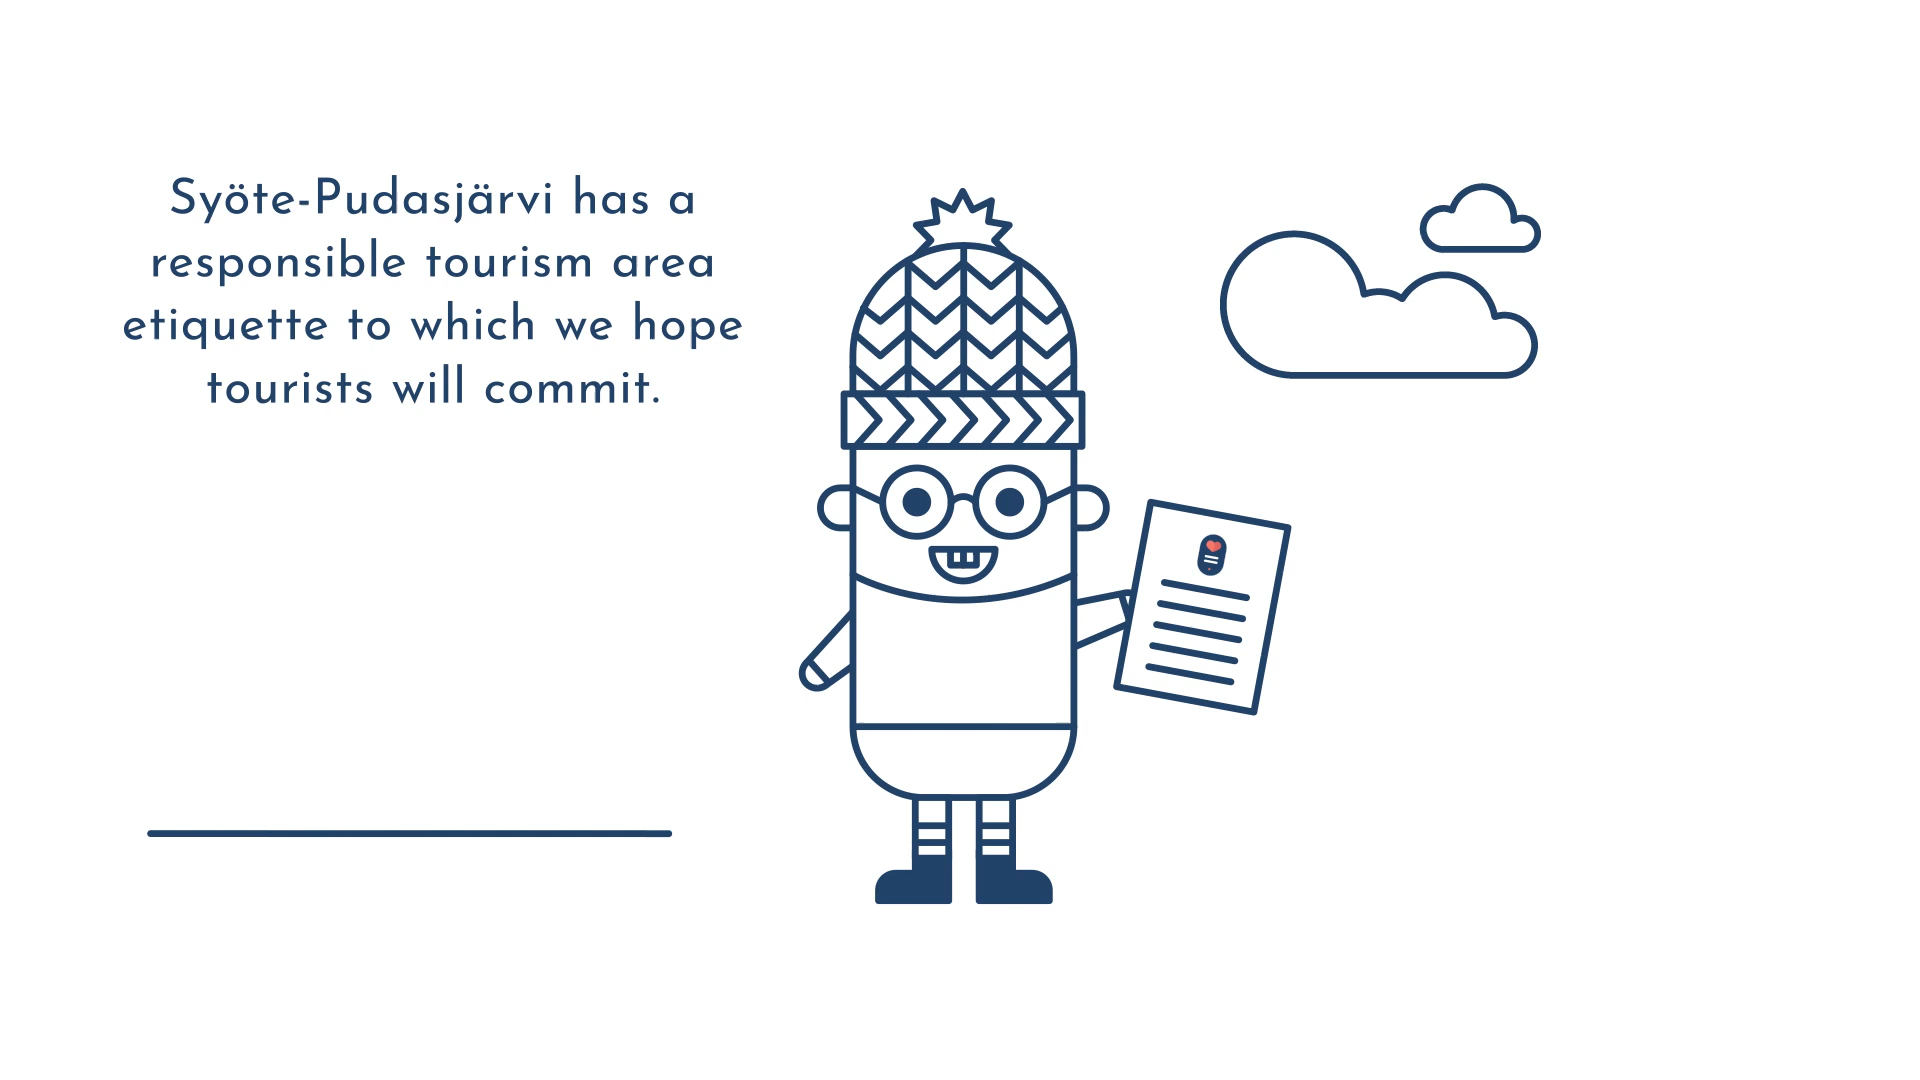 Syöte-Pudasjärvi has a
responsible tourism area
etiquette to which we hope
tourists will commit.